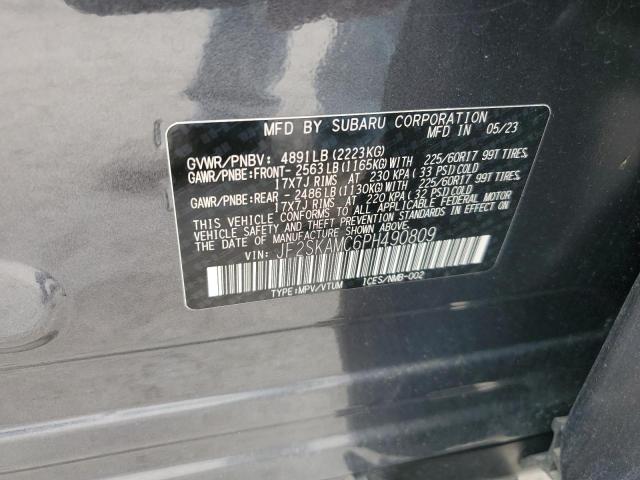 MFD BY SUBARU CORPORATION
MFD IN 05/23
GVWR/PNBV: 4891LB(2223KG)
GAWR/PNBE:FRONT- 2563LB(1165KG)WITH 225/60R17 99T TIRES,
17X7J RIMS AT 230 KPA(33 PSI)COLD
GAWR/PNBE:REAR - 2486LB(1130KG)WITH 225/60R17 99T TIRES,
17X7J RIMS AT 220 KPA(32 PSI)COLD
THIS VEHICLE CONFORMS TO ALL APPLICABLE FEDERAL MOTOR
VEHICLE SAFETY AND THEFT PREVENTION STANDARDS IN EFFECT ON
THE DATE OF MANUFACTURE SHOWN ABOVE.
VIN: JF2SKAMC6PH490809
TYPE:MPV/VTUM ICES/NMB-002